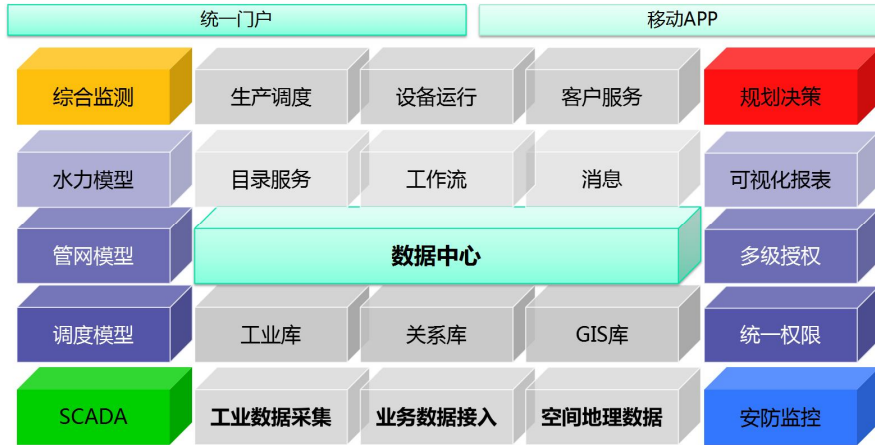 统一门户
移动APP
综合监测
生产调度
设备运行
客户服务
规划决策
水力模型
目录服务
工作流
消息
可视化报表
管网模型
数据中心
多级授权
调度模型
工业库
关系库
GIS库
统一权限
SCADA
工业数据采集
业务数据接入
空间地理数据
安防监控